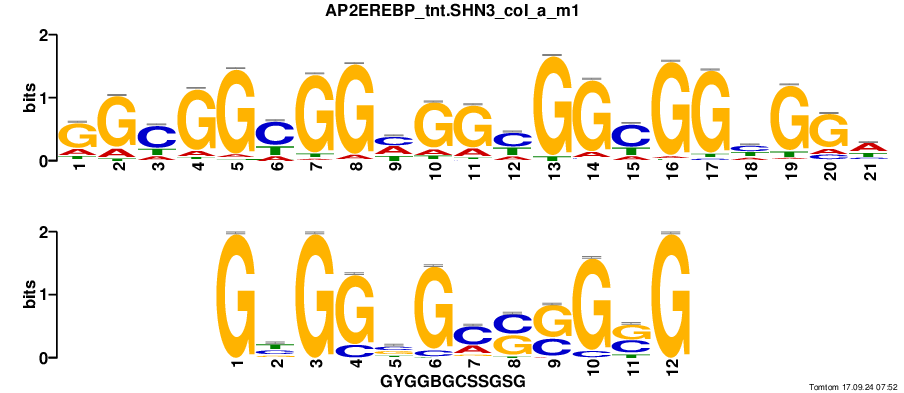 AP2EREBP_tnt.SHN3_col_a_m1
2
1
0
bits
1 2 3 4 5 6 7 8 9 10 11 12 13 14 15 16 17 18 19 20 21
2
1
0
bits
1 2 3 4 5 6 7 8 9 10 11 12
GYGGBGCSSGSG
Tomtom 17.09.24 07:52